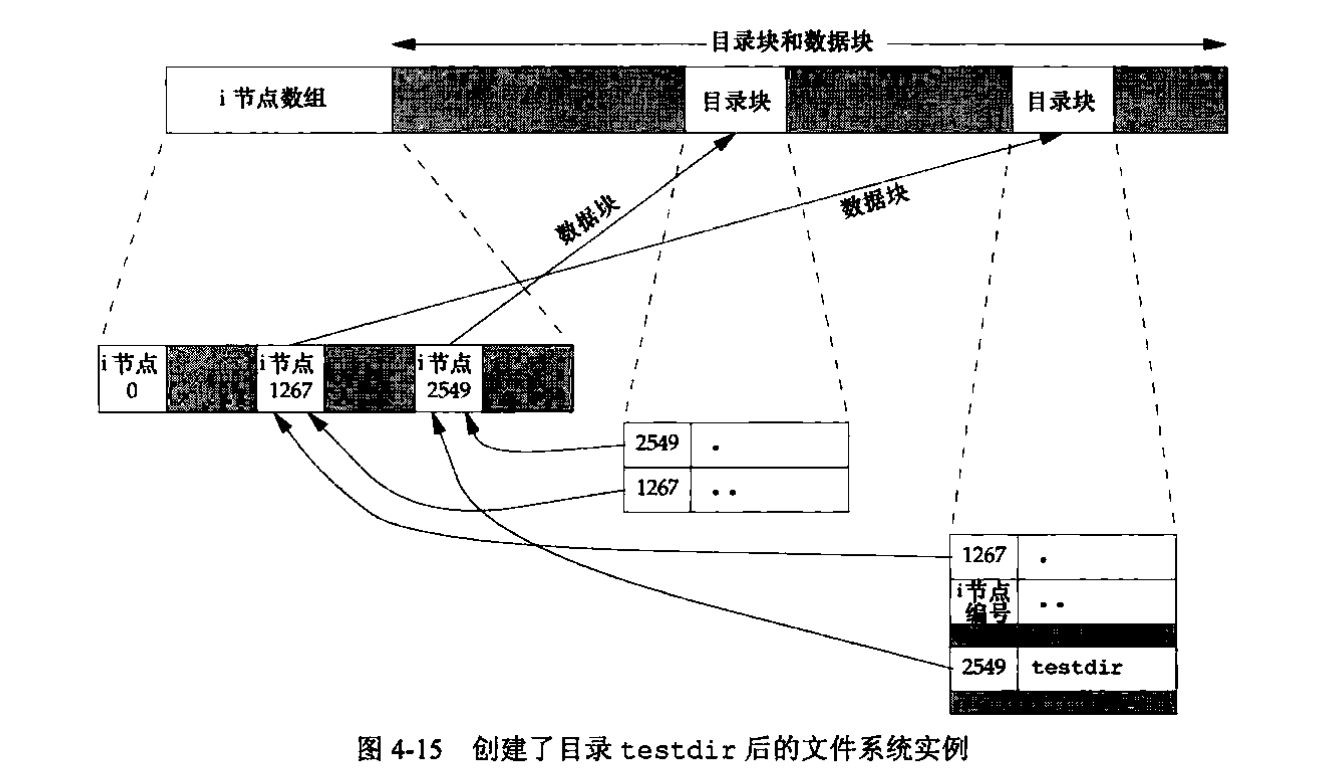 目录块和数据块
i 节点数组
目录块
目录块
数据块
数据块
i 节点
0
i 节点
1267
i 节点
2549
2549 .
1267 ..
1267 .
i 节点
编号 ..
2549 testdir
图 4-15 创建了目录 testdir 后的文件系统实例